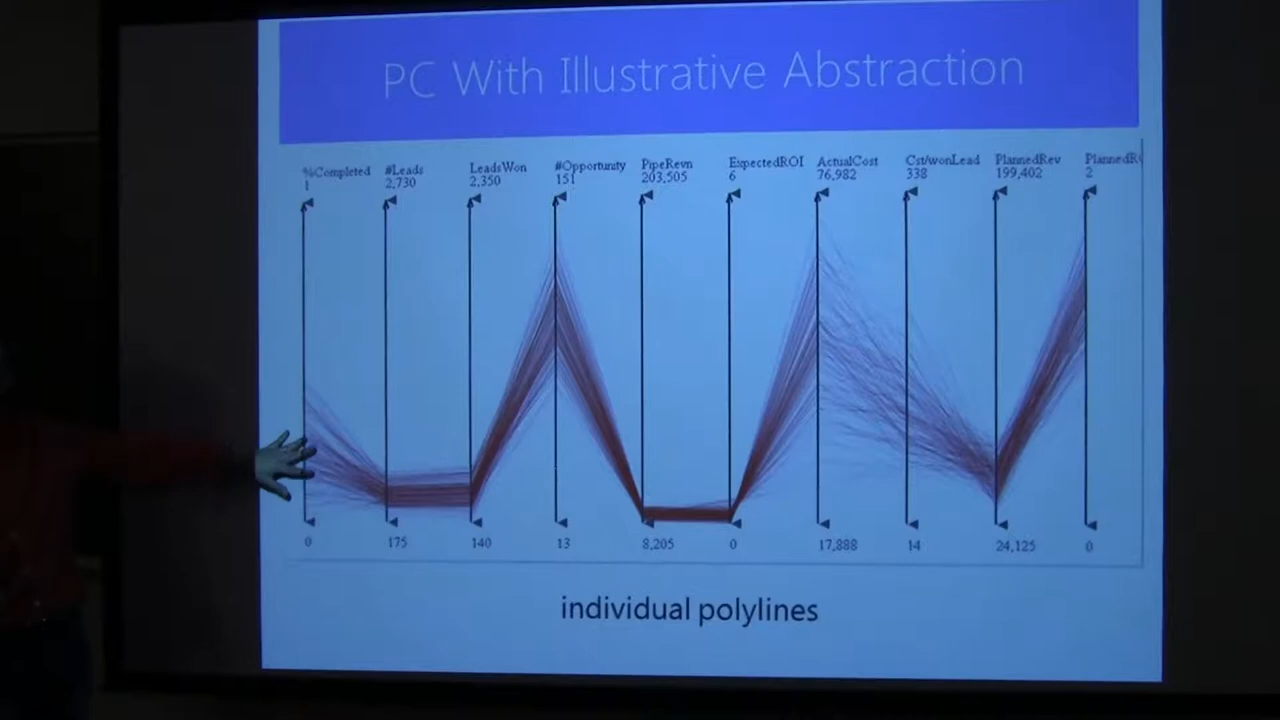 PC With Illustrative Abstraction
%Completed #Leads LeadsWon #Opportunity PipeRevn ExpectedROI ActualCost Cst/wonLead PlannedRev PlannedR
1 2,730 2,350 151 203,505 6 76,982 338 199,402 2
0 175 140 13 8,205 0 17,888 14 24,125 0
individual polylines